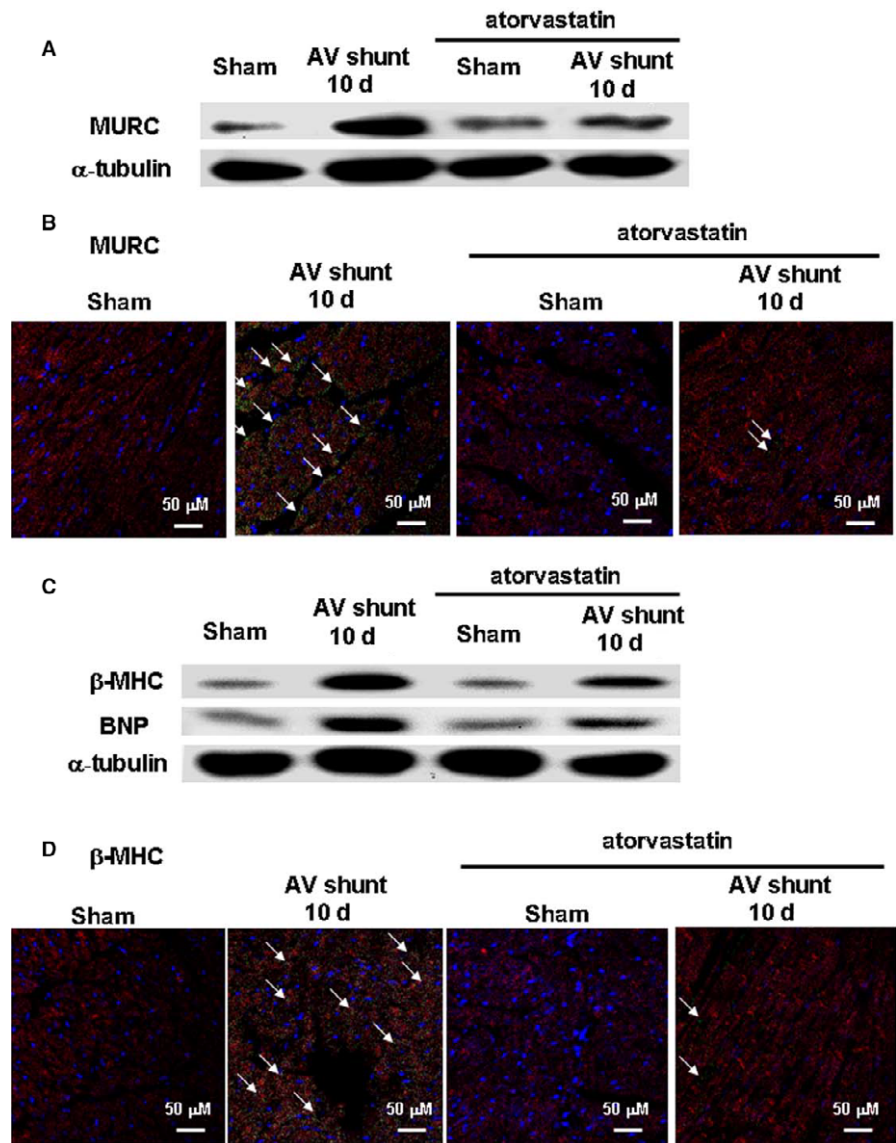 A
atorvastatin
Sham
AV shunt
10 d
Sham
AV shunt
10 d
MURC
α-tubulin
B
MURC
atorvastatin
Sham
AV shunt
10 d
Sham
AV shunt
10 d
50 µM
50 µM
50 µM
50 µM
C
atorvastatin
Sham
AV shunt
10 d
Sham
AV shunt
10 d
β-MHC
BNP
α-tubulin
D
β-MHC
atorvastatin
Sham
AV shunt
10 d
Sham
AV shunt
10 d
50 µM
50 µM
50 µM
50 µM